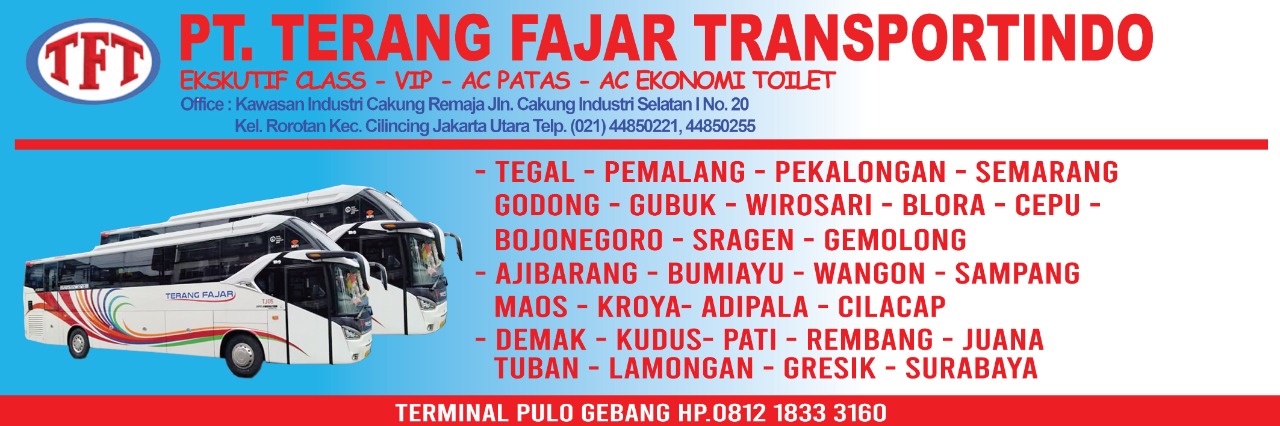 TFT
PT. TERANG FAJAR TRANSPORTINDO
EKSKUTIF CLASS - VIP - AC PATAS - AC EKONOMI TOILET
Office : Kawasan Industri Cakung Remaja Jln. Cakung Industri Selatan I No. 20
Kel. Rorotan Kec. Cilincing Jakarta Utara Telp. (021) 44850221, 44850255
- TEGAL - PEMALANG - PEKALONGAN - SEMARANG
GODONG - GUBUK - WIROSARI - BLORA - CEPU -
BOJONEGORO - SRAGEN - GEMOLONG
- AJIBARANG - BUMIAYU - WANGON - SAMPANG
MAOS - KROYA- ADIPALA - CILACAP
- DEMAK - KUDUS- PATI - REMBANG - JUANA
TUBAN - LAMONGAN - GRESIK - SURABAYA
TERANG FAJAR
TERMINAL PULO GEBANG HP.0812 1833 3160